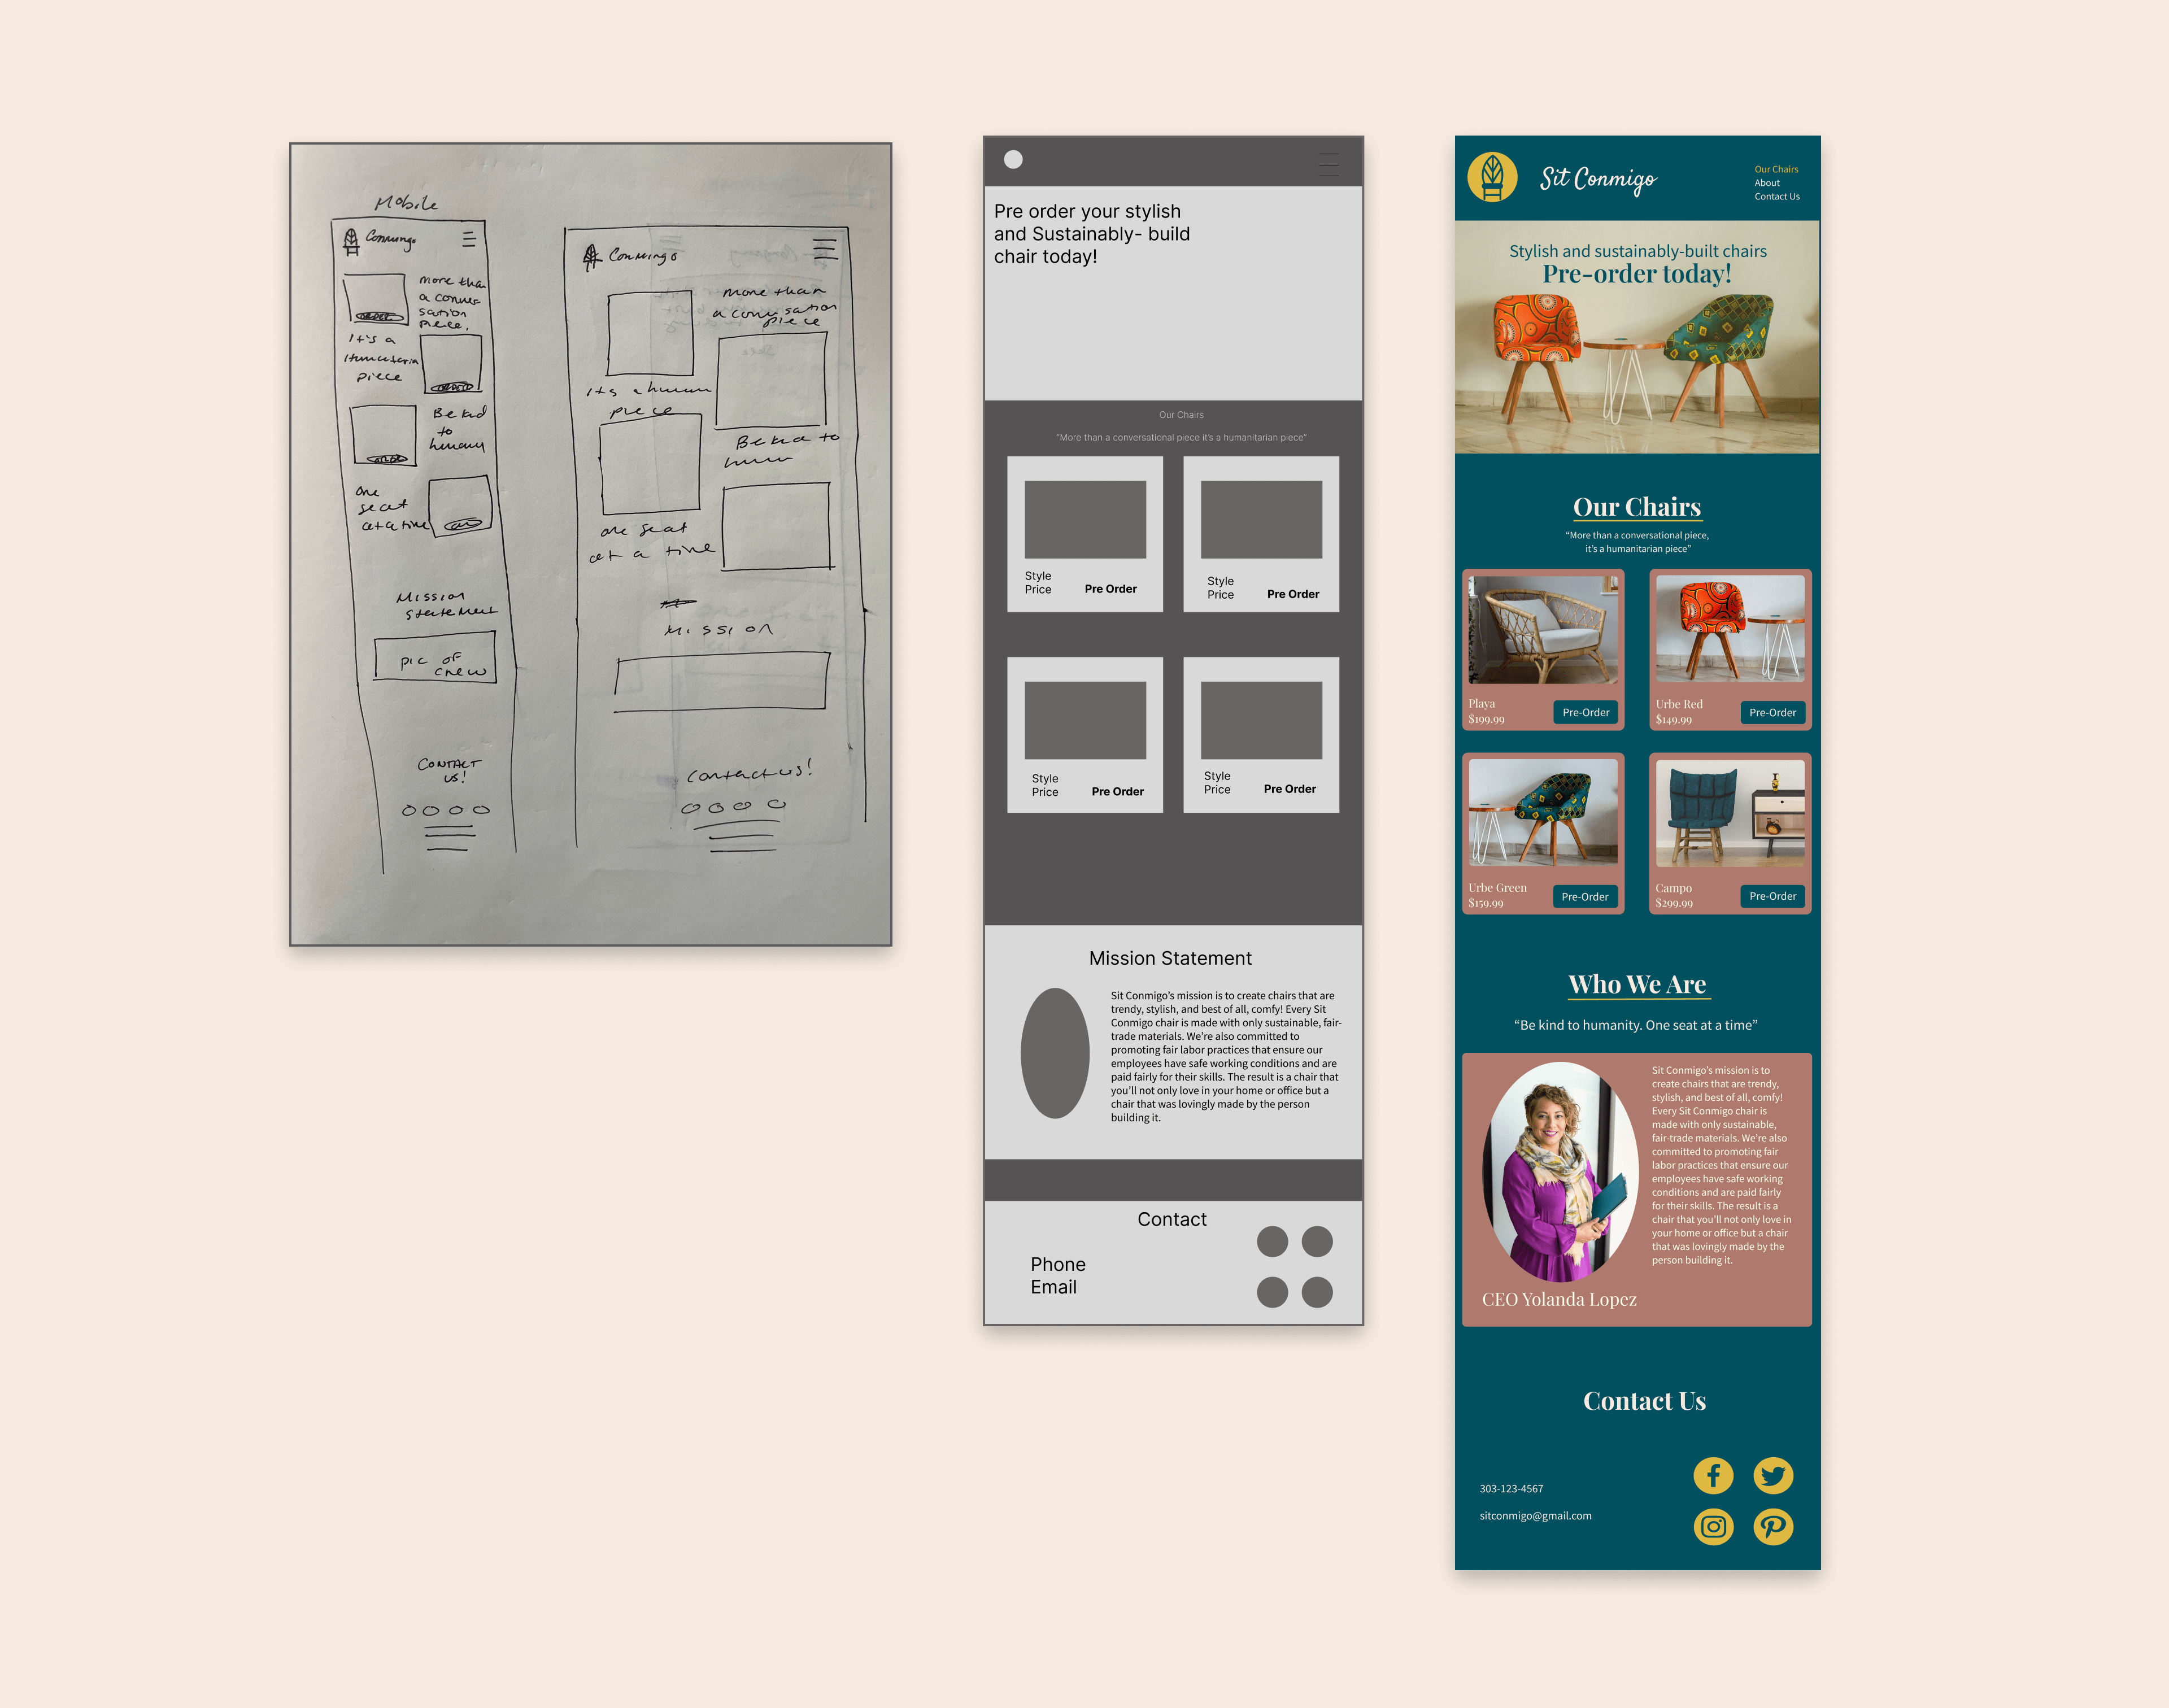 Mobile
Conmingo
more than
a conver-
sation
piece.
ORDER
It's a
piece
ORDER
Be kind
to
ORDER
one
seat
at a time
Mission
statement
pic of
crew
CONTACT
US!
Conmingo
more than
piece
its a human
piece
Be kind to
one seat
at a time
MISSION
Contact us!
Pre order your stylish
and Sustainably- build
chair today!
Our Chairs
"More than a conversational piece it's a humanitarian piece"
Style
Price
Pre Order
Style
Price
Pre Order
Style
Price
Pre Order
Style
Price
Pre Order
Mission Statement
Sit Conmigo's mission is to create chairs that are
trendy, stylish, and best of all, comfy! Every Sit
Conmigo chair is made with only sustainable, fair-
trade materials. We're also committed to
promoting fair labor practices that ensure our
employees have safe working conditions and are
paid fairly for their skills. The result is a chair that
you'll not only love in your home or office but a
chair that was lovingly made by the person
building it.
Contact
Phone
Email
Sit Conmigo
Our Chairs
About
Contact Us
Stylish and sustainably-built chairs
Pre-order today!
Our Chairs
“More than a conversational piece,
it’s a humanitarian piece”
Playa
$199.99
Pre-Order
Urbe Red
$149.99
Pre-Order
Urbe Green
$159.99
Pre-Order
Campo
$299.99
Pre-Order
Who We Are
“Be kind to humanity. One seat at a time”
Sit Conmigo’s mission is to
create chairs that are trendy,
stylish, and best of all, comfy!
Every Sit Conmigo chair is
made with only sustainable,
fair-trade materials. We’re also
committed to promoting fair
labor practices that ensure our
employees have safe working
conditions and are paid fairly
for their skills. The result is a
chair that you’ll not only love in
your home or office but a chair
that was lovingly made by the
person building it.
CEO Yolanda Lopez
Contact Us
303-123-4567
sitconmigo@gmail.com